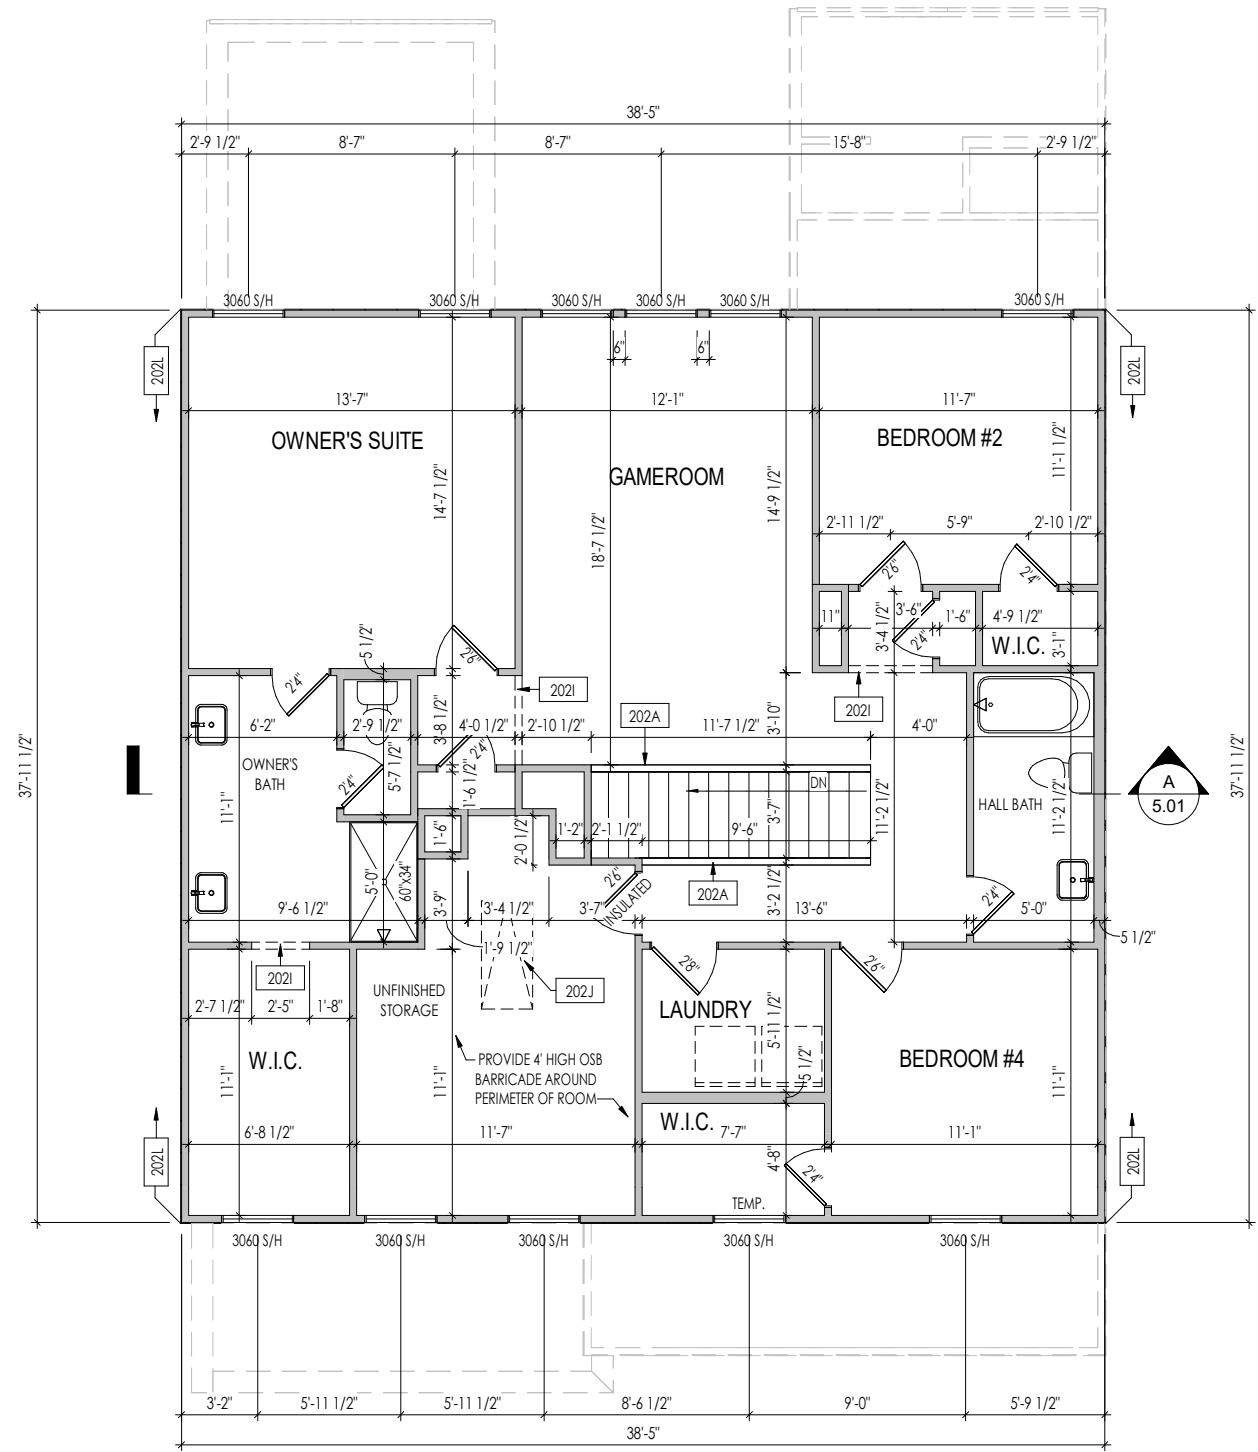 38'-5"
2'-9 1/2" 8'-7" 8'-7" 15'-8" 2'-9 1/2"
3060 S/H 3060 S/H 3060 S/H 3060 S/H 3060 S/H 3060 S/H
6" 6"
202L 202L
13'-7" 12'-1" 11'-7"
OWNER'S SUITE
BEDROOM #2
GAMEROOM
14'-7 1/2"
18'-7 1/2"
14'-9 1/2"
11'-1 1/2"
2'-11 1/2" 5'-9" 2'-10 1/2"
2'6" 2'4"
11" 3'-6" 1'-6" 4'-9 1/2"
3'-4 1/2"
2'4"
W.I.C.
3'-1"
5 1/2"
2'6"
2'4"
202I
202A 202I
6'-2" 2'-9 1/2" 4'-0 1/2" 2'-10 1/2" 11'-7 1/2" 4'-0"
3'-8 1/2"
3'-10"
37'-11 1/2"
37'-11 1/2"
OWNER'S
BATH
2'4"
5'-7 1/2"
2'4"
1'-6 1/2"
DN
HALL BATH
A
5.01
11'-1"
11'-2 1/2"
11'-2 1/2"
1'-6"
2'-0 1/2"
1'-2" 2'-1 1/2" 9'-6"
3'-7"
5'-0"
60"x34"
2'6"
INSULATED
202A
2'4"
9'-6 1/2" 3'-9" 3'-4 1/2" 3'-7" 13'-6" 5'-0"
3'-2 1/2"
5 1/2"
1'-9 1/2"
202I
202J
2'8"
2'6"
UNFINISHED
STORAGE
2'-7 1/2" 2'-5" 1'-8"
LAUNDRY
5'-11 1/2"
W.I.C.
BEDROOM #4
PROVIDE 4' HIGH OSB
BARRICADE AROUND
PERIMETER OF ROOM
5 1/2"
11'-1"
11'-1"
11'-1"
W.I.C.
6'-8 1/2" 11'-7" 7'-7" 11'-1"
4'-8"
2'4"
202L 202L
TEMP.
3060 S/H 3060 S/H 3060 S/H 3060 S/H 3060 S/H
3'-2" 5'-11 1/2" 5'-11 1/2" 8'-6 1/2" 9'-0" 5'-9 1/2"
38'-5"